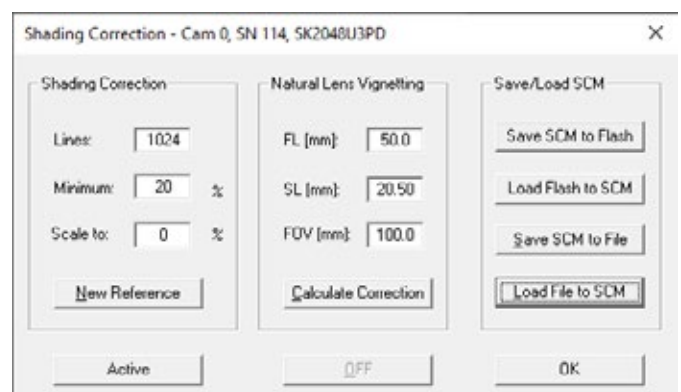 Shading Correction - Cam 0, SN 114, SK2048U3PD
Shading Correction
Lines: 1024
Minimum: 20 %
Scale to: 0 %
New Reference
Natural Lens Vignetting
FL [mm]: 50.0
SL [mm]: 20.50
FOV [mm]: 100.0
Calculate Correction
Save/Load SCM
Save SCM to Flash
Load Flash to SCM
Save SCM to File
Load File to SCM
Active
OFF
OK